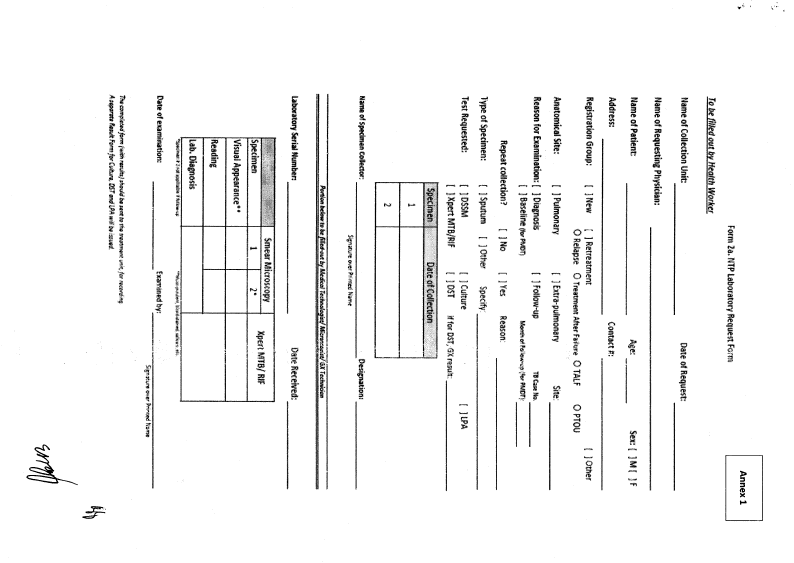 Annex 1
Form 2a. NTP Laboratory Request Form
To be filled out by Health Worker
Name of Collection Unit: Date of Request:
Name of Requesting Physician:
Name of Patient: Age: Sex: [ ] M [ ] F
Address: Contact #:
Registration Group: [ ] New [ ] Retreatment [ ] Other
O Relapse O Treatment After Failure O TALF O PTOU
Anatomical Site: [ ] Pulmonary [ ] Extra-pulmonary Site:
Reason for Examination: [ ] Diagnosis [ ] Follow-up TB Case No.
[ ] Baseline (for PMDT) Month of Follow-up (for PMDT):
Repeat collection? [ ] No [ ] Yes Reason:
Type of Specimen: [ ] Sputum [ ] Other Specify:
Test Requested: [ ] DSSM [ ] Culture [ ] LPA
[ ] Xpert MTB/RIF [ ] DST If for DST, GX result:
Specimen Date of Collection
1
2
Name of Specimen Collector: Designation:
Signature over Printed Name
Portion below to be filled-out by Medical Technologist/ Microscopist/ GX Technician
Laboratory Serial Number: Date Received:
Smear Microscopy Xpert MTB/ RIF
Specimen 1 2*
Visual Appearance**
Reading
Lab. Diagnosis
*Specimen # 2 not applicable if follow-up **Mucopurulent, blood-stained, salivary, etc.
Date of examination: Examined by:
Signature over Printed Name
The completed form (with results) should be sent to the treatment unit, for recording
A separate Result Form for Culture, DST and LPA will be issued.